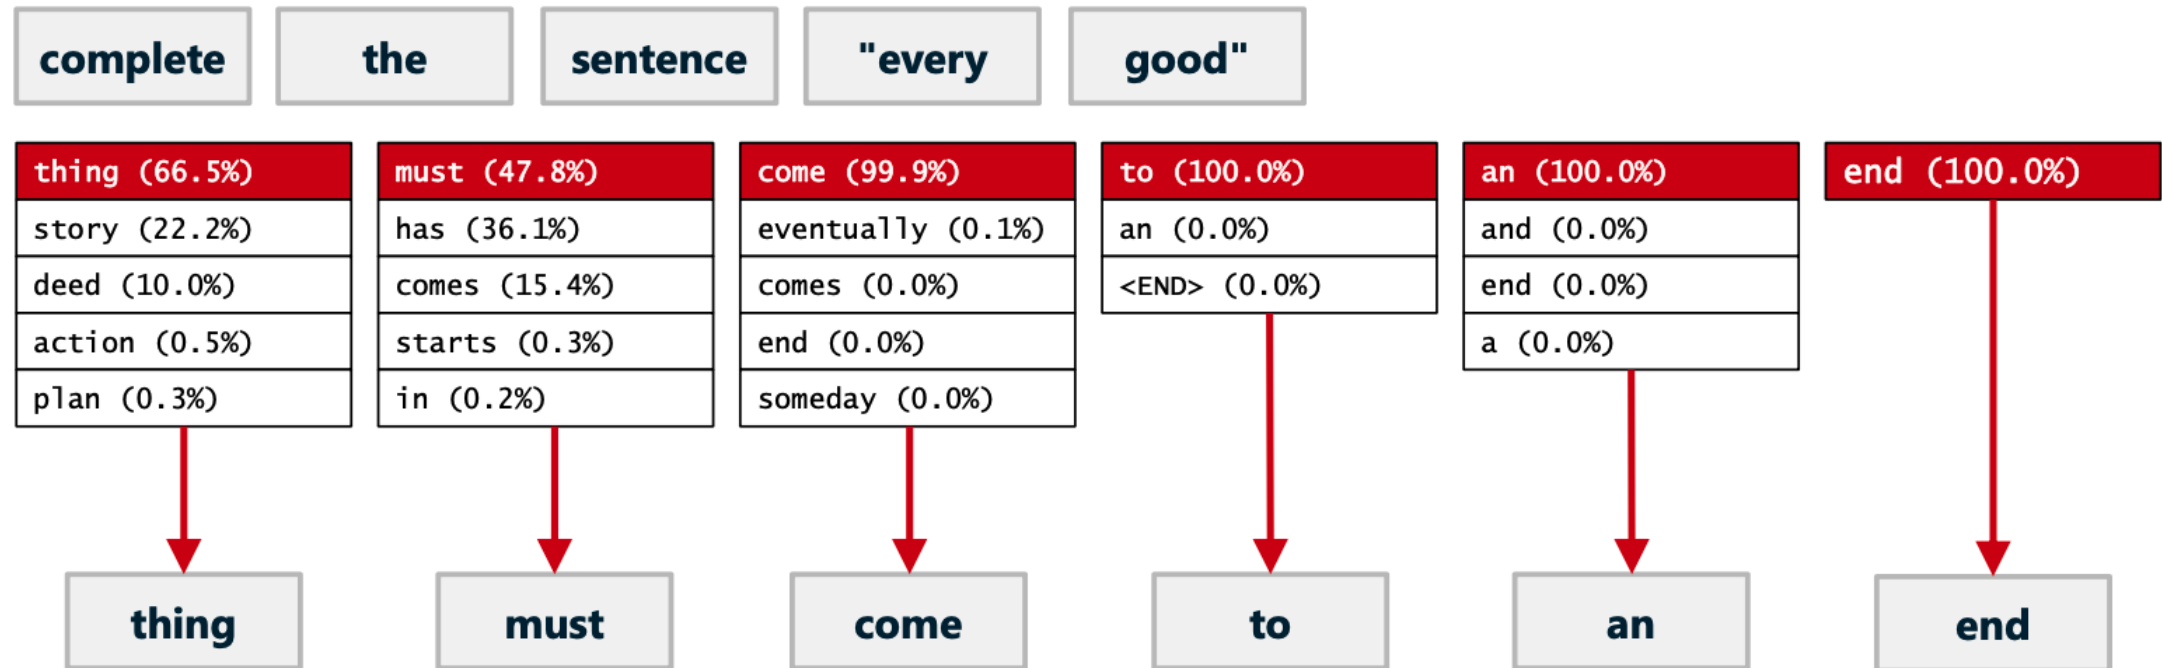 complete the sentence "every good"
thing (66.5%)
story (22.2%)
deed (10.0%)
action (0.5%)
plan (0.3%)
must (47.8%)
has (36.1%)
comes (15.4%)
starts (0.3%)
in (0.2%)
come (99.9%)
eventually (0.1%)
comes (0.0%)
end (0.0%)
someday (0.0%)
to (100.0%)
an (0.0%)
<END> (0.0%)
an (100.0%)
and (0.0%)
end (0.0%)
a (0.0%)
end (100.0%)
thing must come to an end